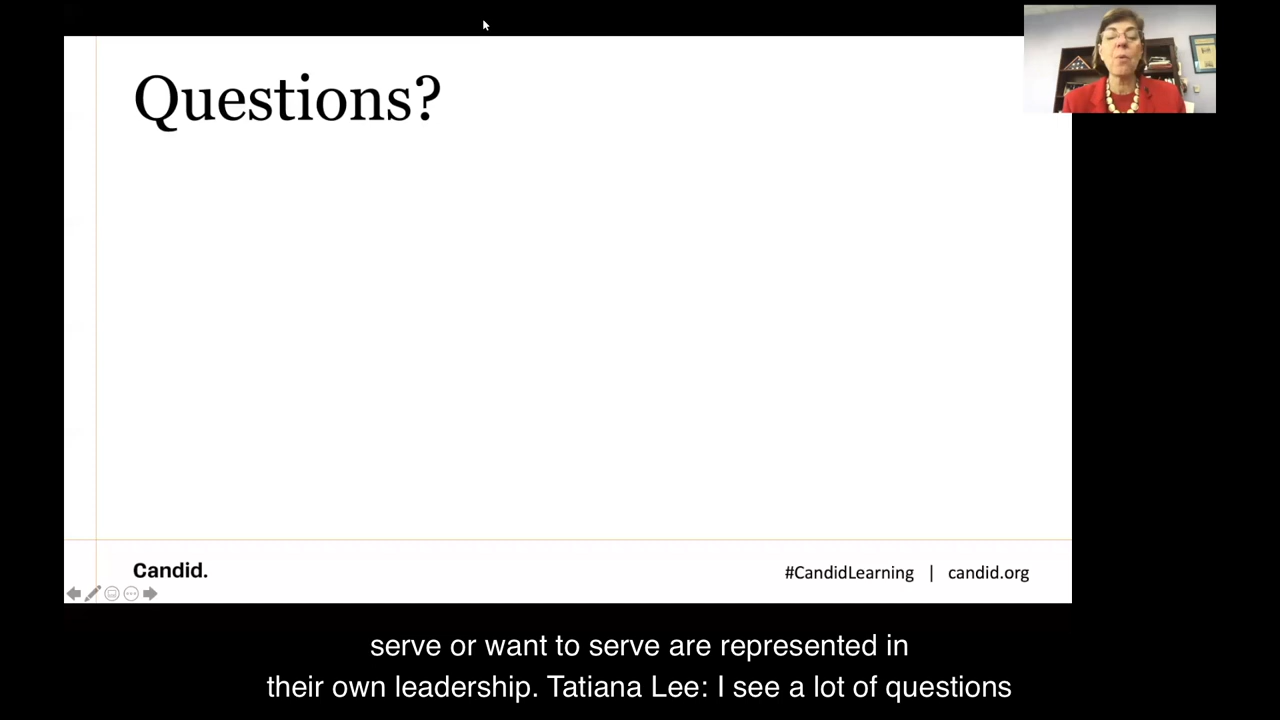 Questions?
Candid.
#CandidLearning | candid.org
serve or want to serve are represented in
their own leadership. Tatiana Lee: I see a lot of questions